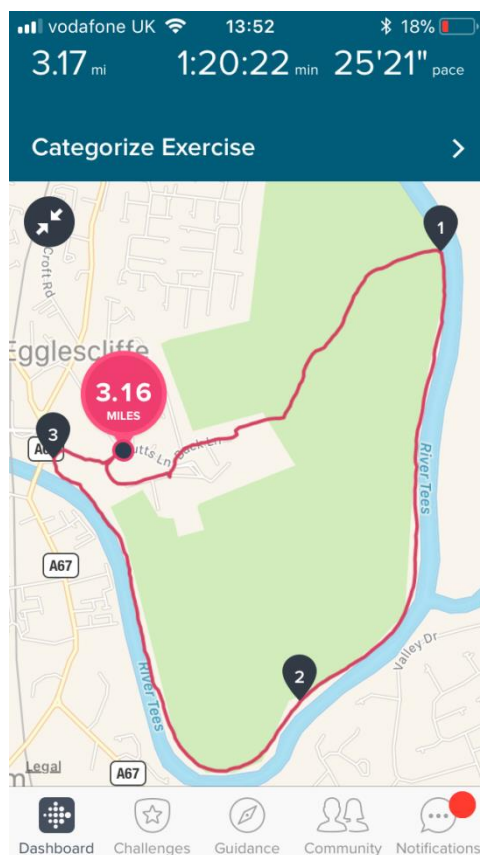 vodafone UK 13:52 18%
3.17 mi 1:20:22 min 25'21" pace
Categorize Exercise
1
Croft Rd
Egglescliffe
3.16
MILES
3
Butts Ln
Back Ln
River Tees
A67
Valley Dr
2
River Tees
Legal
A67
Dashboard Challenges Guidance Community Notifications